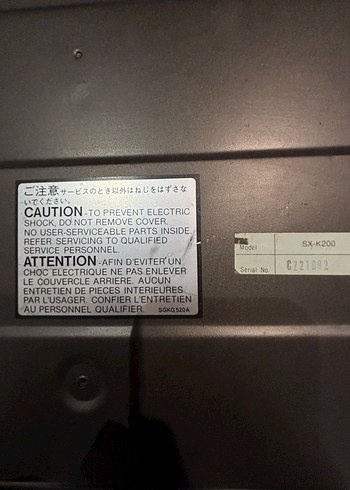 ご注意 サービスのとき以外はねじをはずさな
いでください。
CAUTION - TO PREVENT ELECTRIC
SHOCK, DO NOT REMOVE COVER.
NO USER-SERVICEABLE PARTS INSIDE.
REFER SERVICING TO QUALIFIED
SERVICE PERSONNEL.
ATTENTION - AFIN D'EVITER UN
CHOC ELECTRIQUE NE PAS ENLEVER
LE COUVERCLE ARRIERE. AUCUN
ENTRETIEN DE PIECES INTERIEURES
PAR L'USAGER. CONFIER L'ENTRETIEN
AU PERSONNEL QUALIFIER. SGKG520A
Model SX-K200
Serial No.